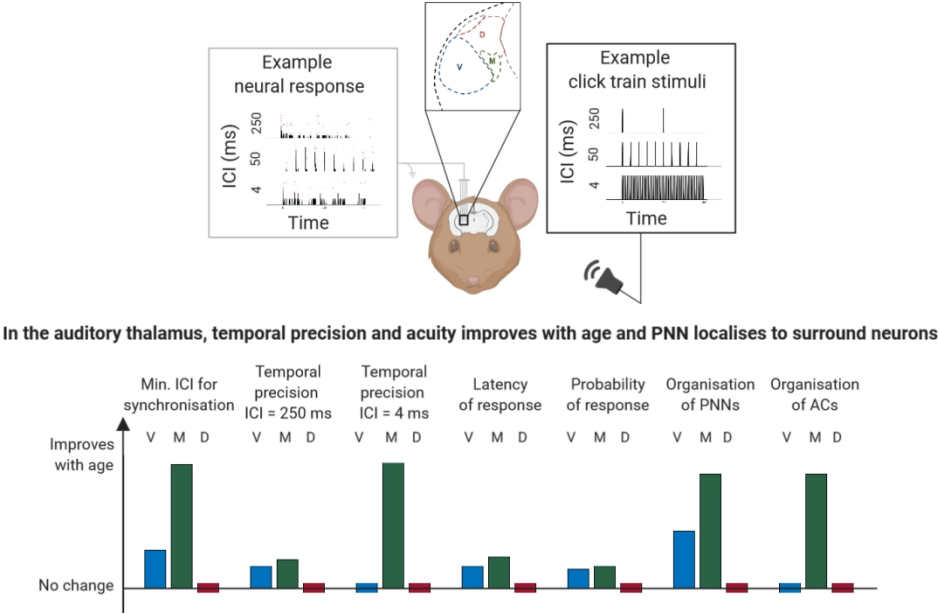 D
V
M
Example
neural response
ICI (ms)
250
50
4
Time
Example
click train stimuli
ICI (ms)
250
50
4
Time
In the auditory thalamus, temporal precision and acuity improves with age and PNN localises to surround neurons
Min. ICI for
synchronisation
Temporal
precision
ICI = 250 ms
Temporal
precision
ICI = 4 ms
Latency
of response
Probability
of response
Organisation
of PNNs
Organisation
of ACs
V M D V M D V M D V M D V M D V M D V M D
Improves
with age
No change